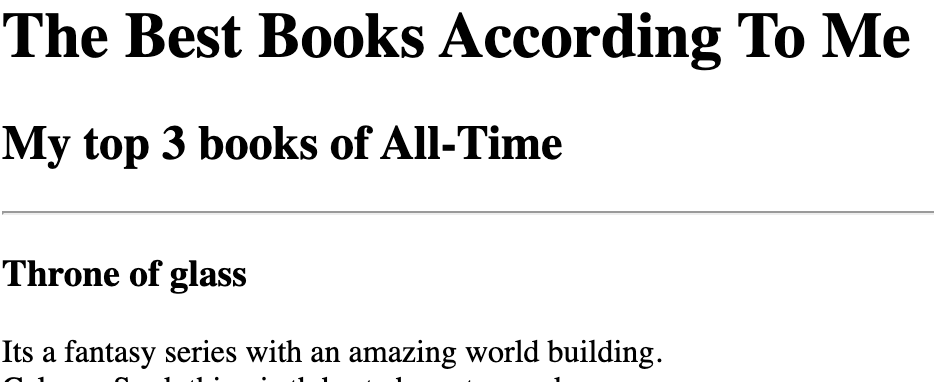 The Best Books According To Me
My top 3 books of All-Time
Throne of glass
Its a fantasy series with an amazing world building.